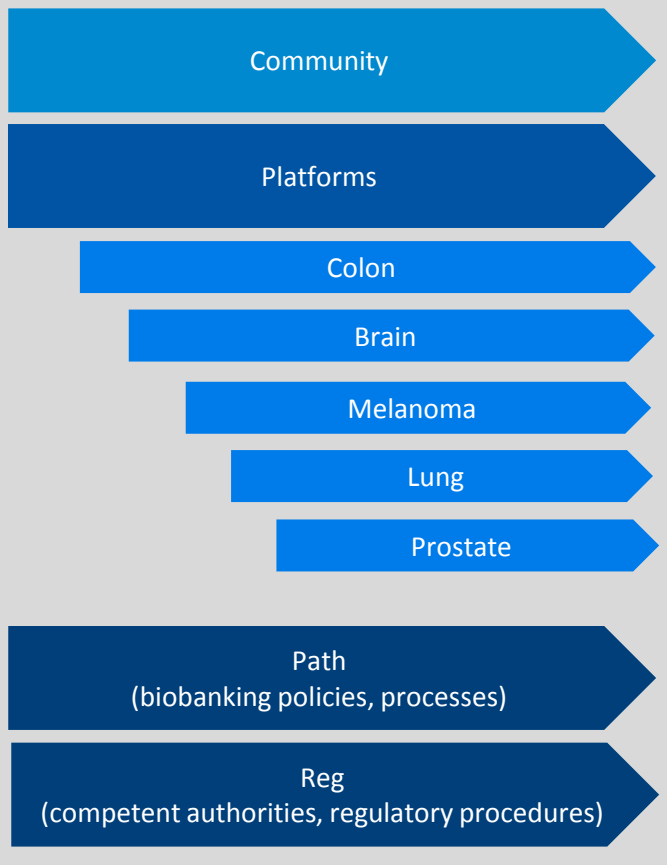 Community
Platforms
Colon
Brain
Melanoma
Lung
Prostate
Path
(biobanking policies, processes)
Reg
(competent authorities, regulatory procedures)